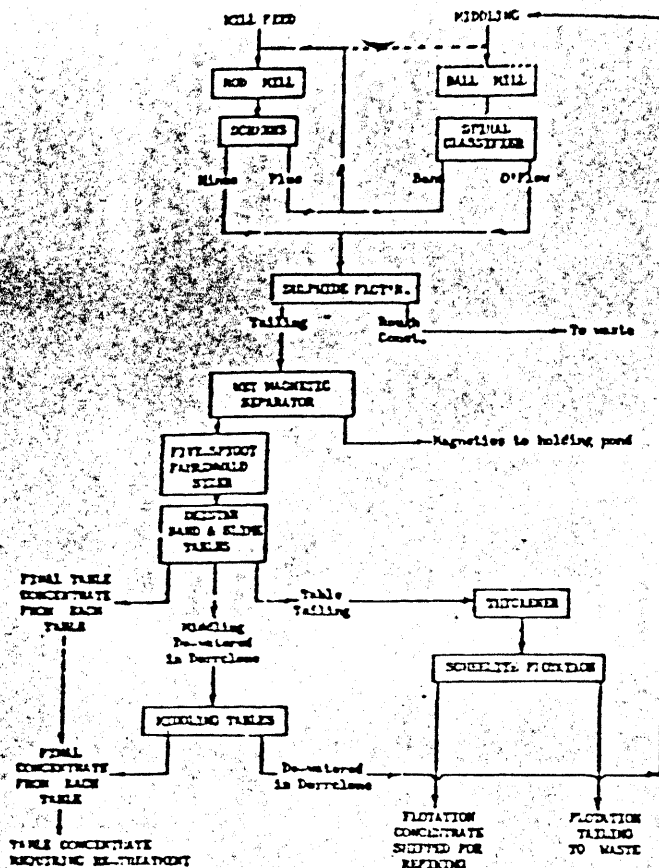 MILL FEED
MIDDLING
ROD MILL
BALL MILL
SCREENS
SPIRAL
CLASSIFIER
Minus
Plus
Sand
O'Flow
SULPHIDE FLOT'N.
Tailing
Rough
Const.
To waste
WET MAGNETIC
SEPARATOR
Magnetics to holding pond
FIVE-SPIGOT
SIZER
DEISTER
SAND & SLIME
TABLES
FINAL TABLE
CONCENTRATE
FROM EACH
TABLE
Table
Tailing
THICKENER
Middling
De-watered
in Dorrclone
SCHEELITE FLOTATION
MIDDLING TABLES
FINAL
CONCENTRATE
FROM EACH
TABLE
De-watered
in Dorrclone
TABLE CONCENTRATE
REQUIRING RE-TREATMENT
FLOTATION
CONCENTRATE
SHIPPED FOR
REFINING
FLOTATION
TAILING
TO WASTE